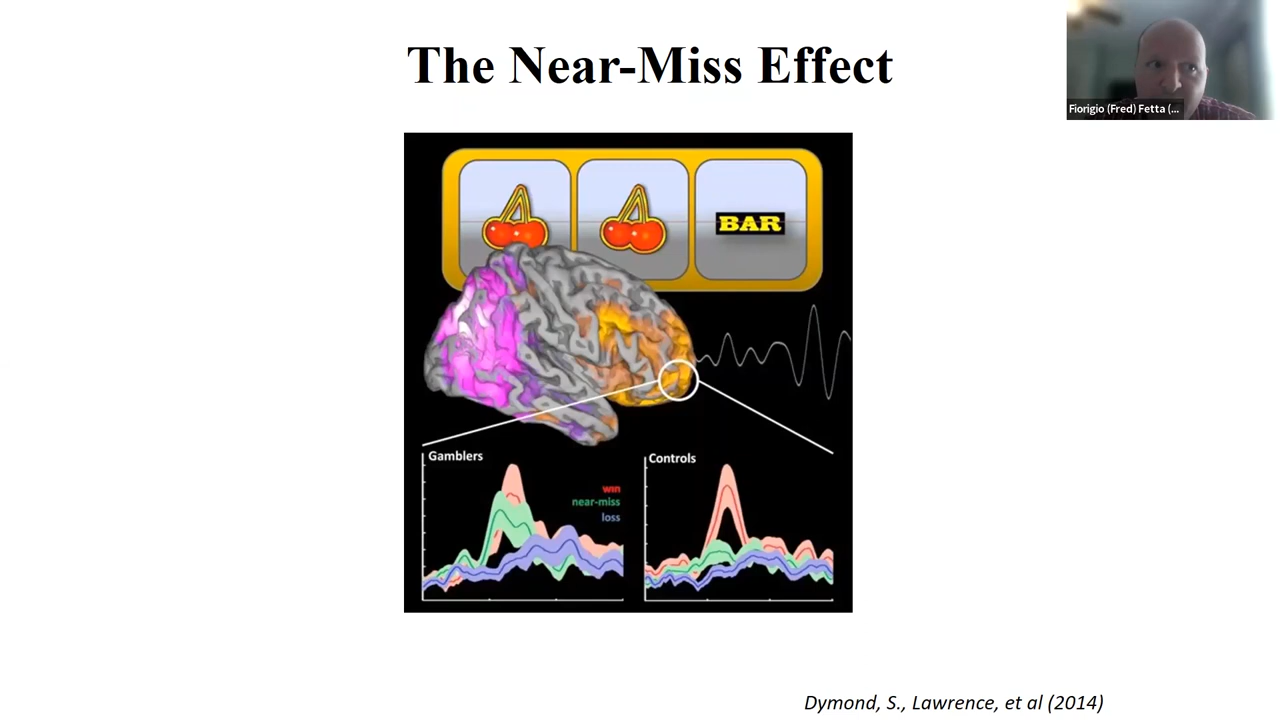 The Near-Miss Effect
Fiorigio (Fred) Fetta (...
BAR
Gamblers
win
near-miss
loss
Controls
Dymond, S., Lawrence, et al (2014)